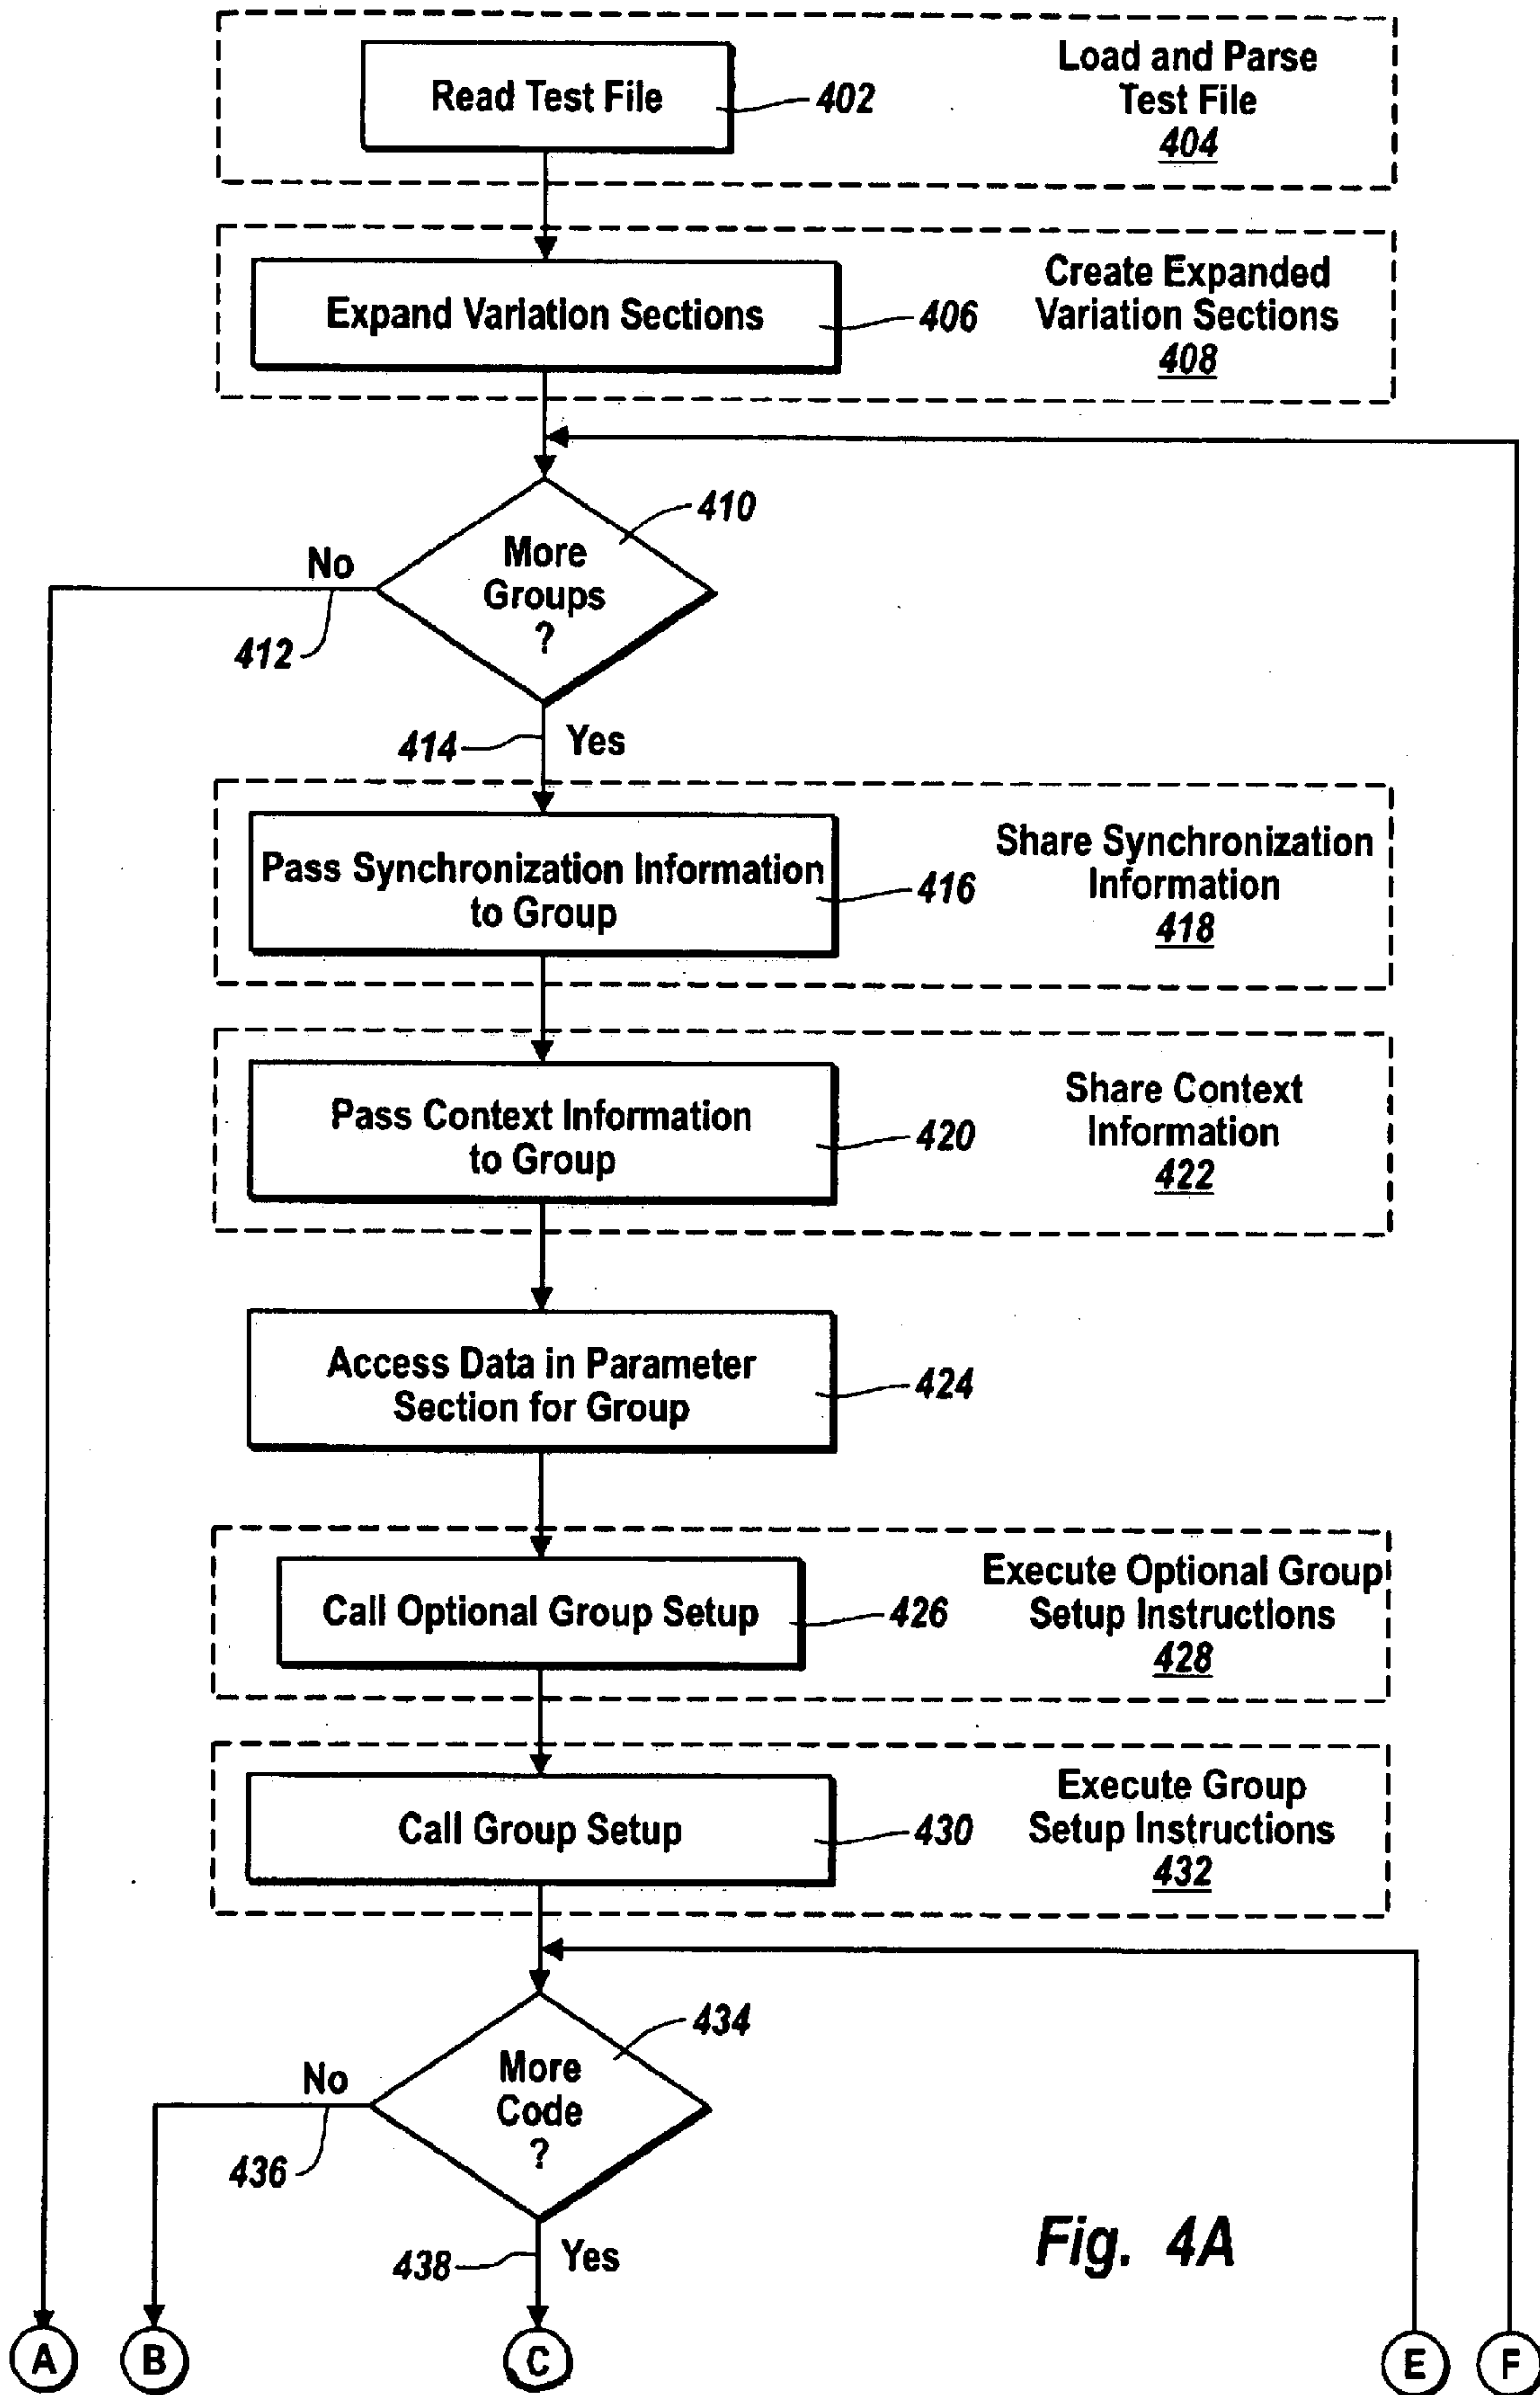 Read Test File
402
Load and Parse
Test File
404
Expand Variation Sections
406
Create Expanded
Variation Sections
408
410
More
Groups
?
No
412
414
Yes
Pass Synchronization Information
to Group
416
Share Synchronization
Information
418
Pass Context Information
to Group
420
Share Context
Information
422
Access Data in Parameter
Section for Group
424
Call Optional Group Setup
426
Execute Optional Group
Setup Instructions
428
Call Group Setup
430
Execute Group
Setup Instructions
432
434
More
Code
?
No
436
438
Yes
Fig. 4A
A
B
C
E
F